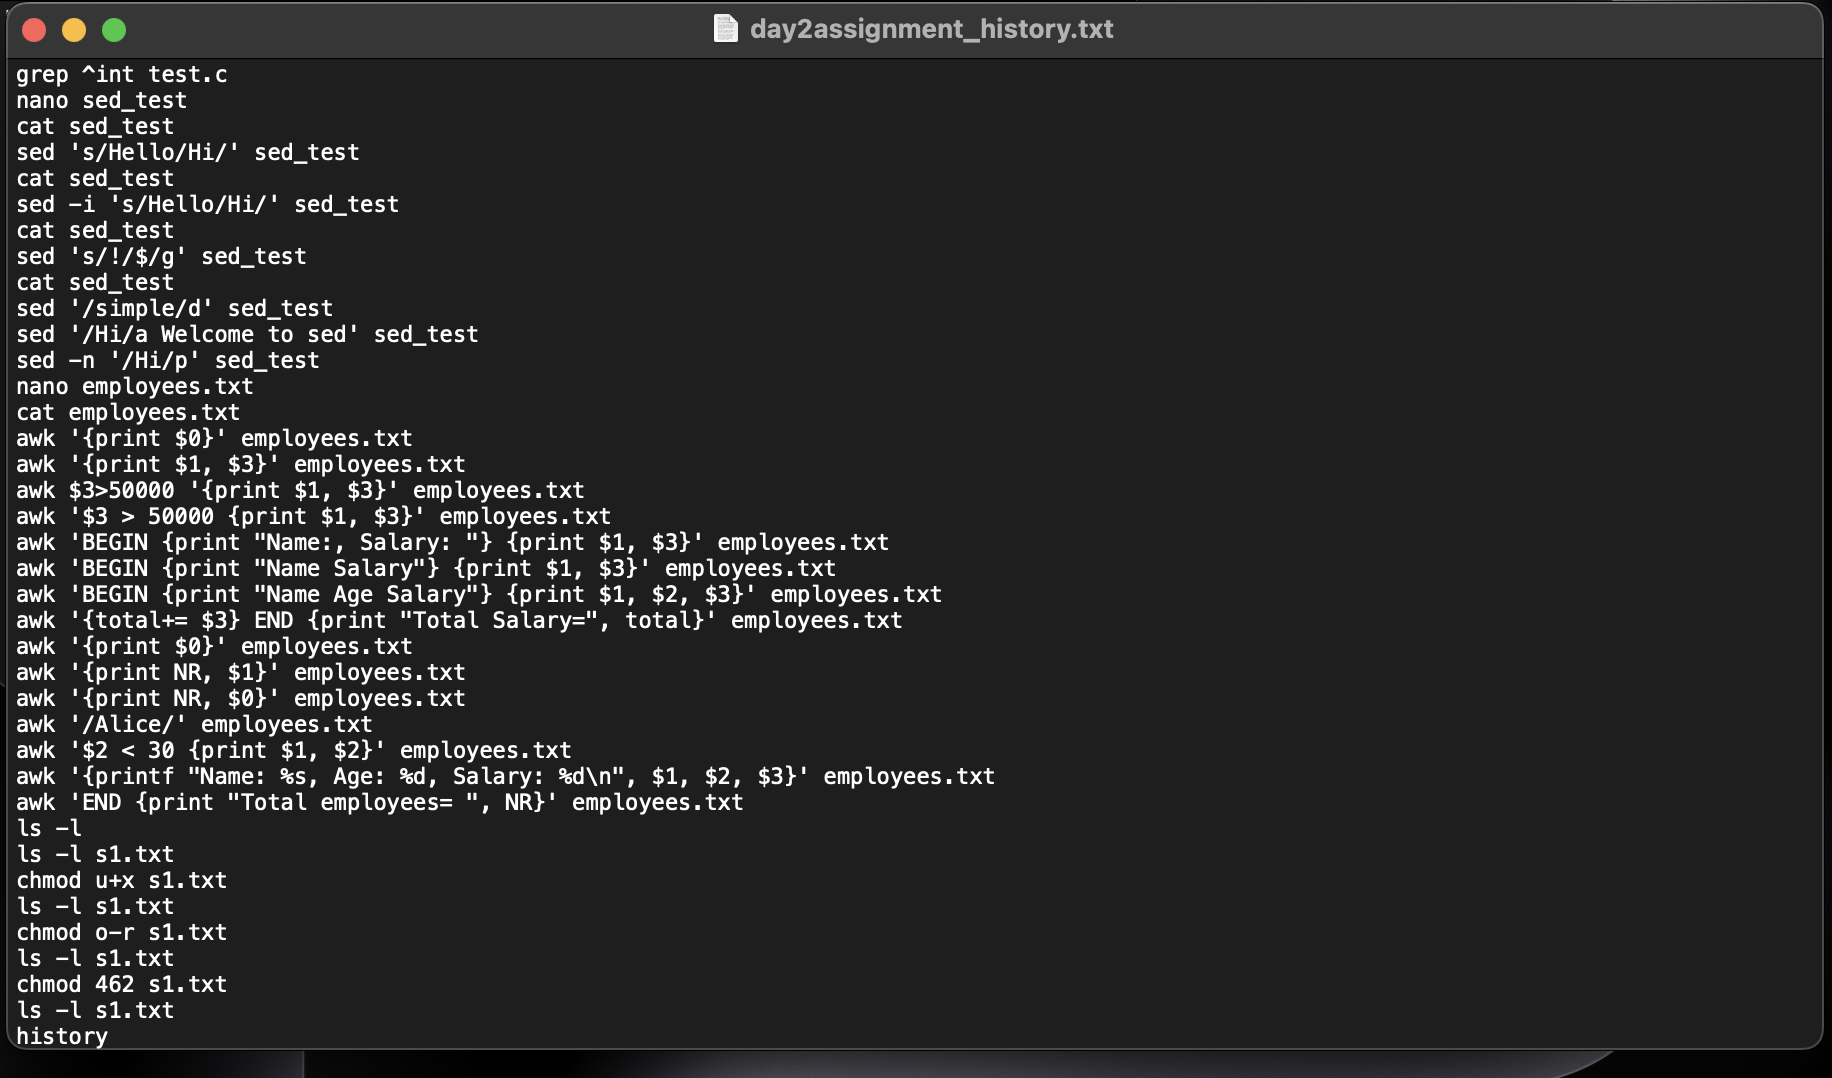 day2assignment_history.txt
grep ^int test.c
nano sed_test
cat sed_test
sed 's/Hello/Hi/' sed_test
cat sed_test
sed -i 's/Hello/Hi/' sed_test
cat sed_test
sed 's/!/$/g' sed_test
cat sed_test
sed '/simple/d' sed_test
sed '/Hi/a Welcome to sed' sed_test
sed -n '/Hi/p' sed_test
nano employees.txt
cat employees.txt
awk '{print $0}' employees.txt
awk '{print $1, $3}' employees.txt
awk $3>50000 '{print $1, $3}' employees.txt
awk '$3 > 50000 {print $1, $3}' employees.txt
awk 'BEGIN {print "Name:, Salary: "} {print $1, $3}' employees.txt
awk 'BEGIN {print "Name Salary"} {print $1, $3}' employees.txt
awk 'BEGIN {print "Name Age Salary"} {print $1, $2, $3}' employees.txt
awk '{total+= $3} END {print "Total Salary=", total}' employees.txt
awk '{print $0}' employees.txt
awk '{print NR, $1}' employees.txt
awk '{print NR, $0}' employees.txt
awk '/Alice/' employees.txt
awk '$2 < 30 {print $1, $2}' employees.txt
awk '{printf "Name: %s, Age: %d, Salary: %d\n", $1, $2, $3}' employees.txt
awk 'END {print "Total employees= ", NR}' employees.txt
ls -l
ls -l s1.txt
chmod u+x s1.txt
ls -l s1.txt
chmod o-r s1.txt
ls -l s1.txt
chmod 462 s1.txt
ls -l s1.txt
history